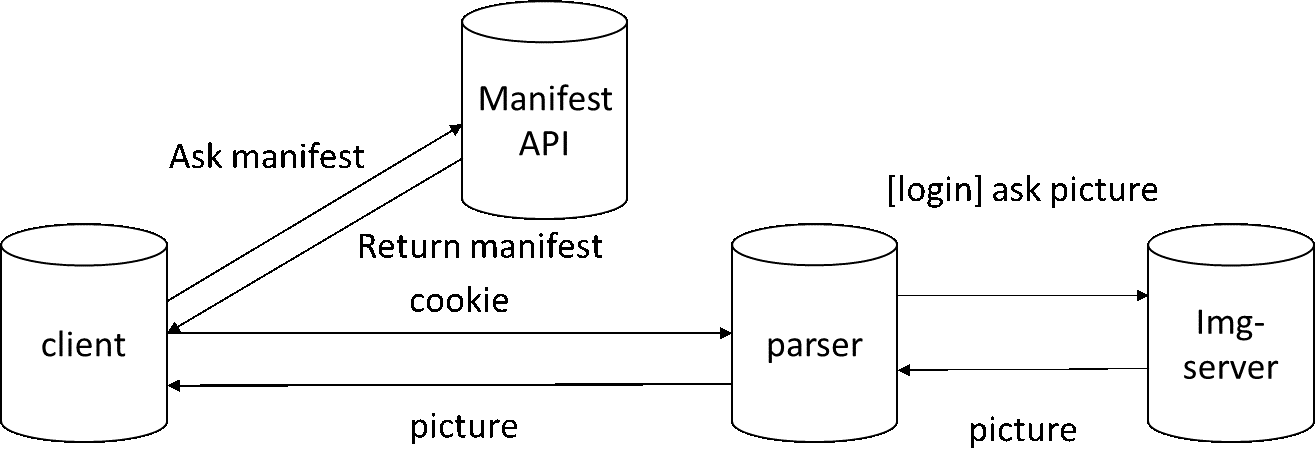 Manifest
API
Ask manifest
[login] ask picture
Return manifest
cookie
client
parser
Img-
server
picture
picture